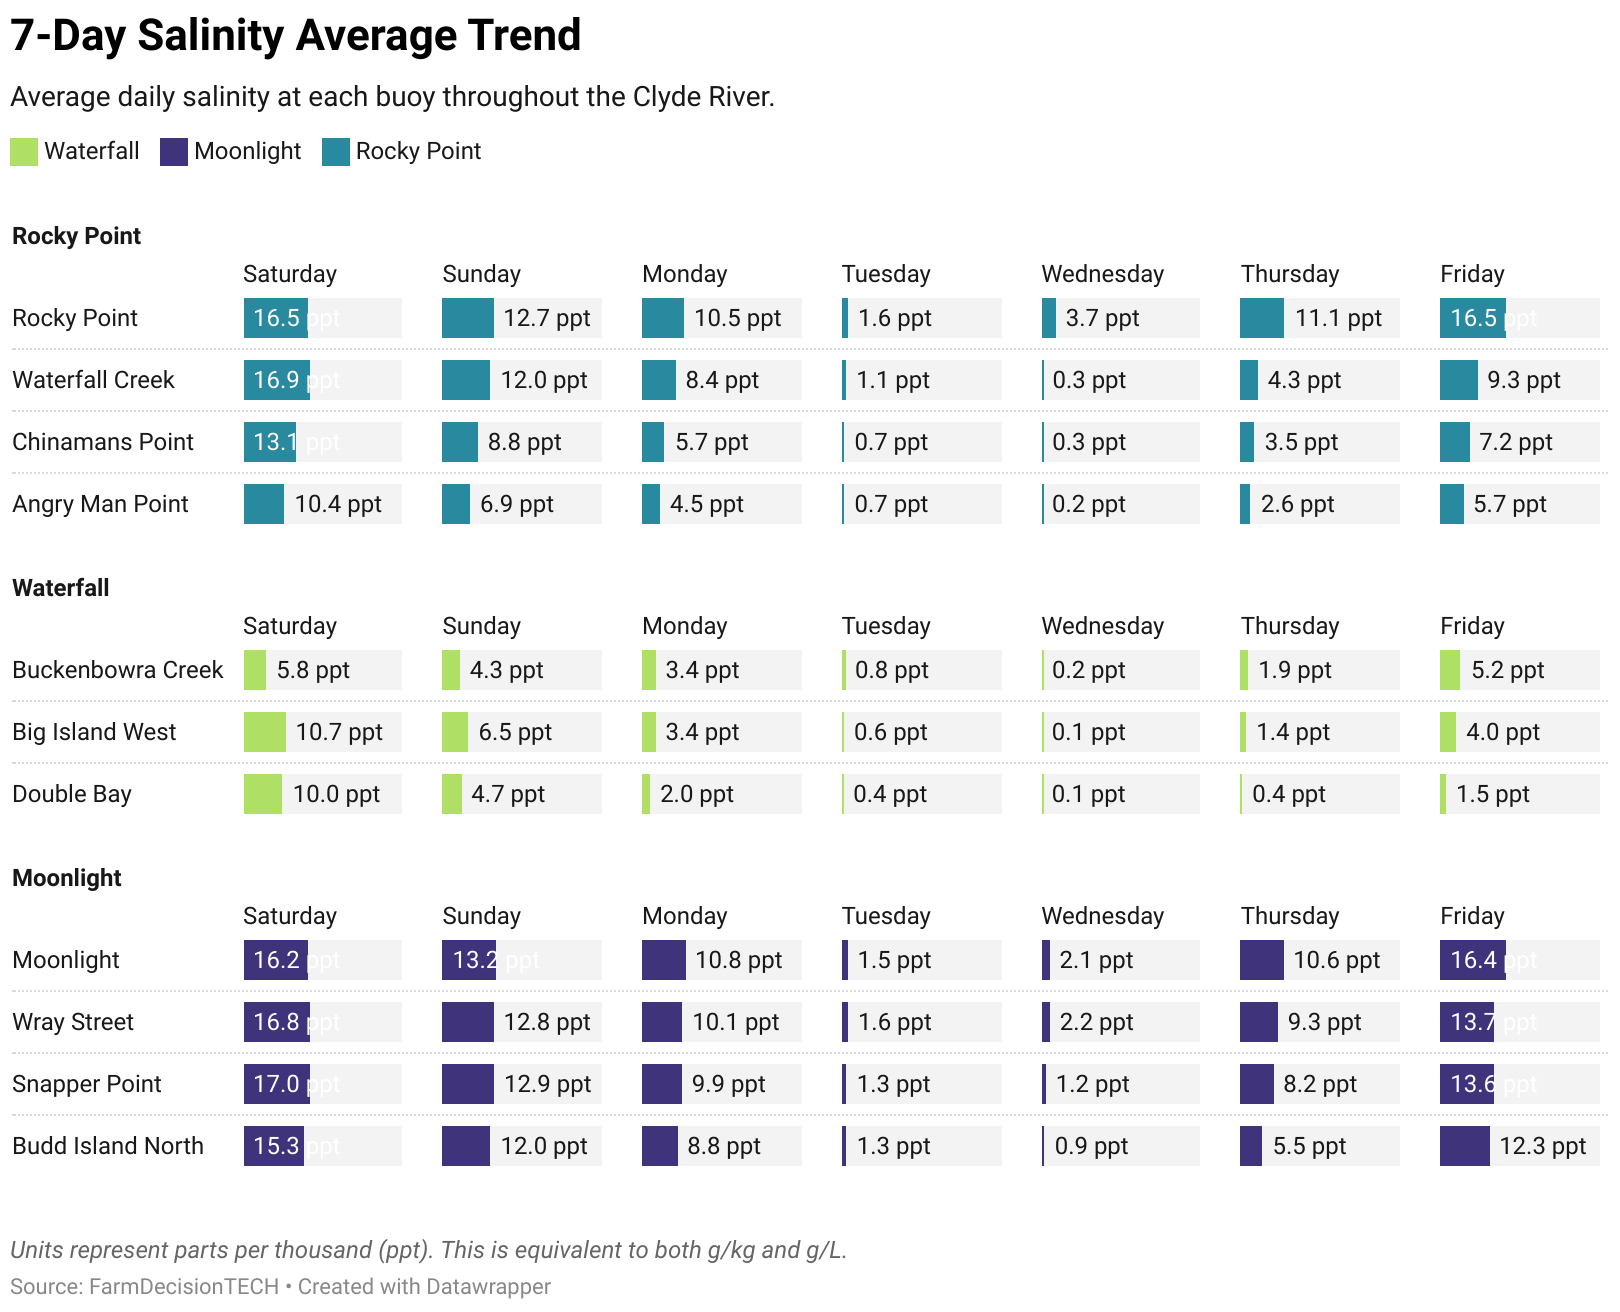 7-Day Salinity Average Trend
Average daily salinity at each buoy throughout the Clyde River.
Waterfall Moonlight Rocky Point
Rocky Point
Saturday Sunday Monday Tuesday Wednesday Thursday Friday
Rocky Point 16.5 ppt 12.7 ppt 10.5 ppt 1.6 ppt 3.7 ppt 11.1 ppt 16.5 ppt
Waterfall Creek 16.9 ppt 12.0 ppt 8.4 ppt 1.1 ppt 0.3 ppt 4.3 ppt 9.3 ppt
Chinamans Point 13.1 ppt 8.8 ppt 5.7 ppt 0.7 ppt 0.3 ppt 3.5 ppt 7.2 ppt
Angry Man Point 10.4 ppt 6.9 ppt 4.5 ppt 0.7 ppt 0.2 ppt 2.6 ppt 5.7 ppt
Waterfall
Saturday Sunday Monday Tuesday Wednesday Thursday Friday
Buckenbowra Creek 5.8 ppt 4.3 ppt 3.4 ppt 0.8 ppt 0.2 ppt 1.9 ppt 5.2 ppt
Big Island West 10.7 ppt 6.5 ppt 3.4 ppt 0.6 ppt 0.1 ppt 1.4 ppt 4.0 ppt
Double Bay 10.0 ppt 4.7 ppt 2.0 ppt 0.4 ppt 0.1 ppt 0.4 ppt 1.5 ppt
Moonlight
Saturday Sunday Monday Tuesday Wednesday Thursday Friday
Moonlight 16.2 ppt 13.2 ppt 10.8 ppt 1.5 ppt 2.1 ppt 10.6 ppt 16.4 ppt
Wray Street 16.8 ppt 12.8 ppt 10.1 ppt 1.6 ppt 2.2 ppt 9.3 ppt 13.7 ppt
Snapper Point 17.0 ppt 12.9 ppt 9.9 ppt 1.3 ppt 1.2 ppt 8.2 ppt 13.6 ppt
Budd Island North 15.3 ppt 12.0 ppt 8.8 ppt 1.3 ppt 0.9 ppt 5.5 ppt 12.3 ppt
Units represent parts per thousand (ppt). This is equivalent to both g/kg and g/L.
Source: FarmDecisionTECH • Created with Datawrapper